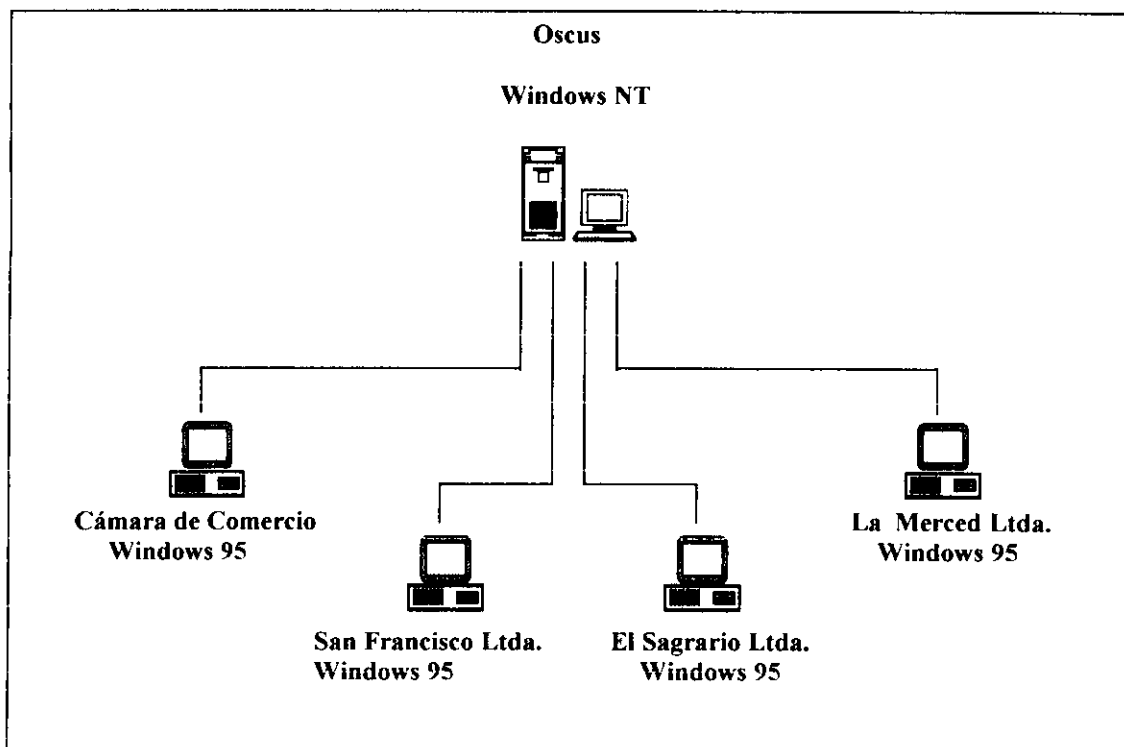 Oscus
Windows NT
Cámara de Comercio
Windows 95
La Merced Ltda.
Windows 95
San Francisco Ltda.
Windows 95
El Sagrario Ltda.
Windows 95